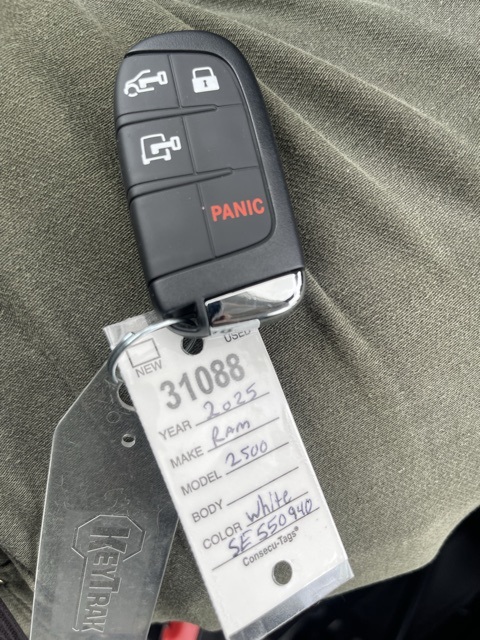 PANIC
USED
NEW
31088
YEAR 2025
MAKE RAM
MODEL 2500
BODY
COLOR White
SE550940
Consecu-Tags®
KEYTRAK